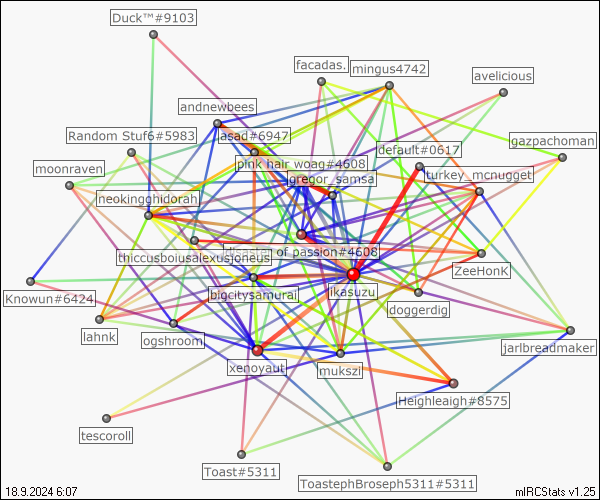 Duck™#9103
facadas.
mingus4742
avelicious
andnewbees
Random Stuf6#5983
asad#6947
default#0617
gazpachoman
pink hair woag#4608
moonraven
gregor_samsa
turkey_mcnugget
neokingghidorah
thiccusboiusalexusjoneus
disaster of passion#4608
ZeeHonK
Knowun#6424
bigcitysamurai
ikasuzu
doggerdig
lahnk
ogshroom
jarlbreadmaker
xenoyaut
mukszi
Heighleaigh#8575
tescoroll
Toast#5311
ToastephBroseph5311#5311
18.9.2024 6:07
mIRCStats v1.25